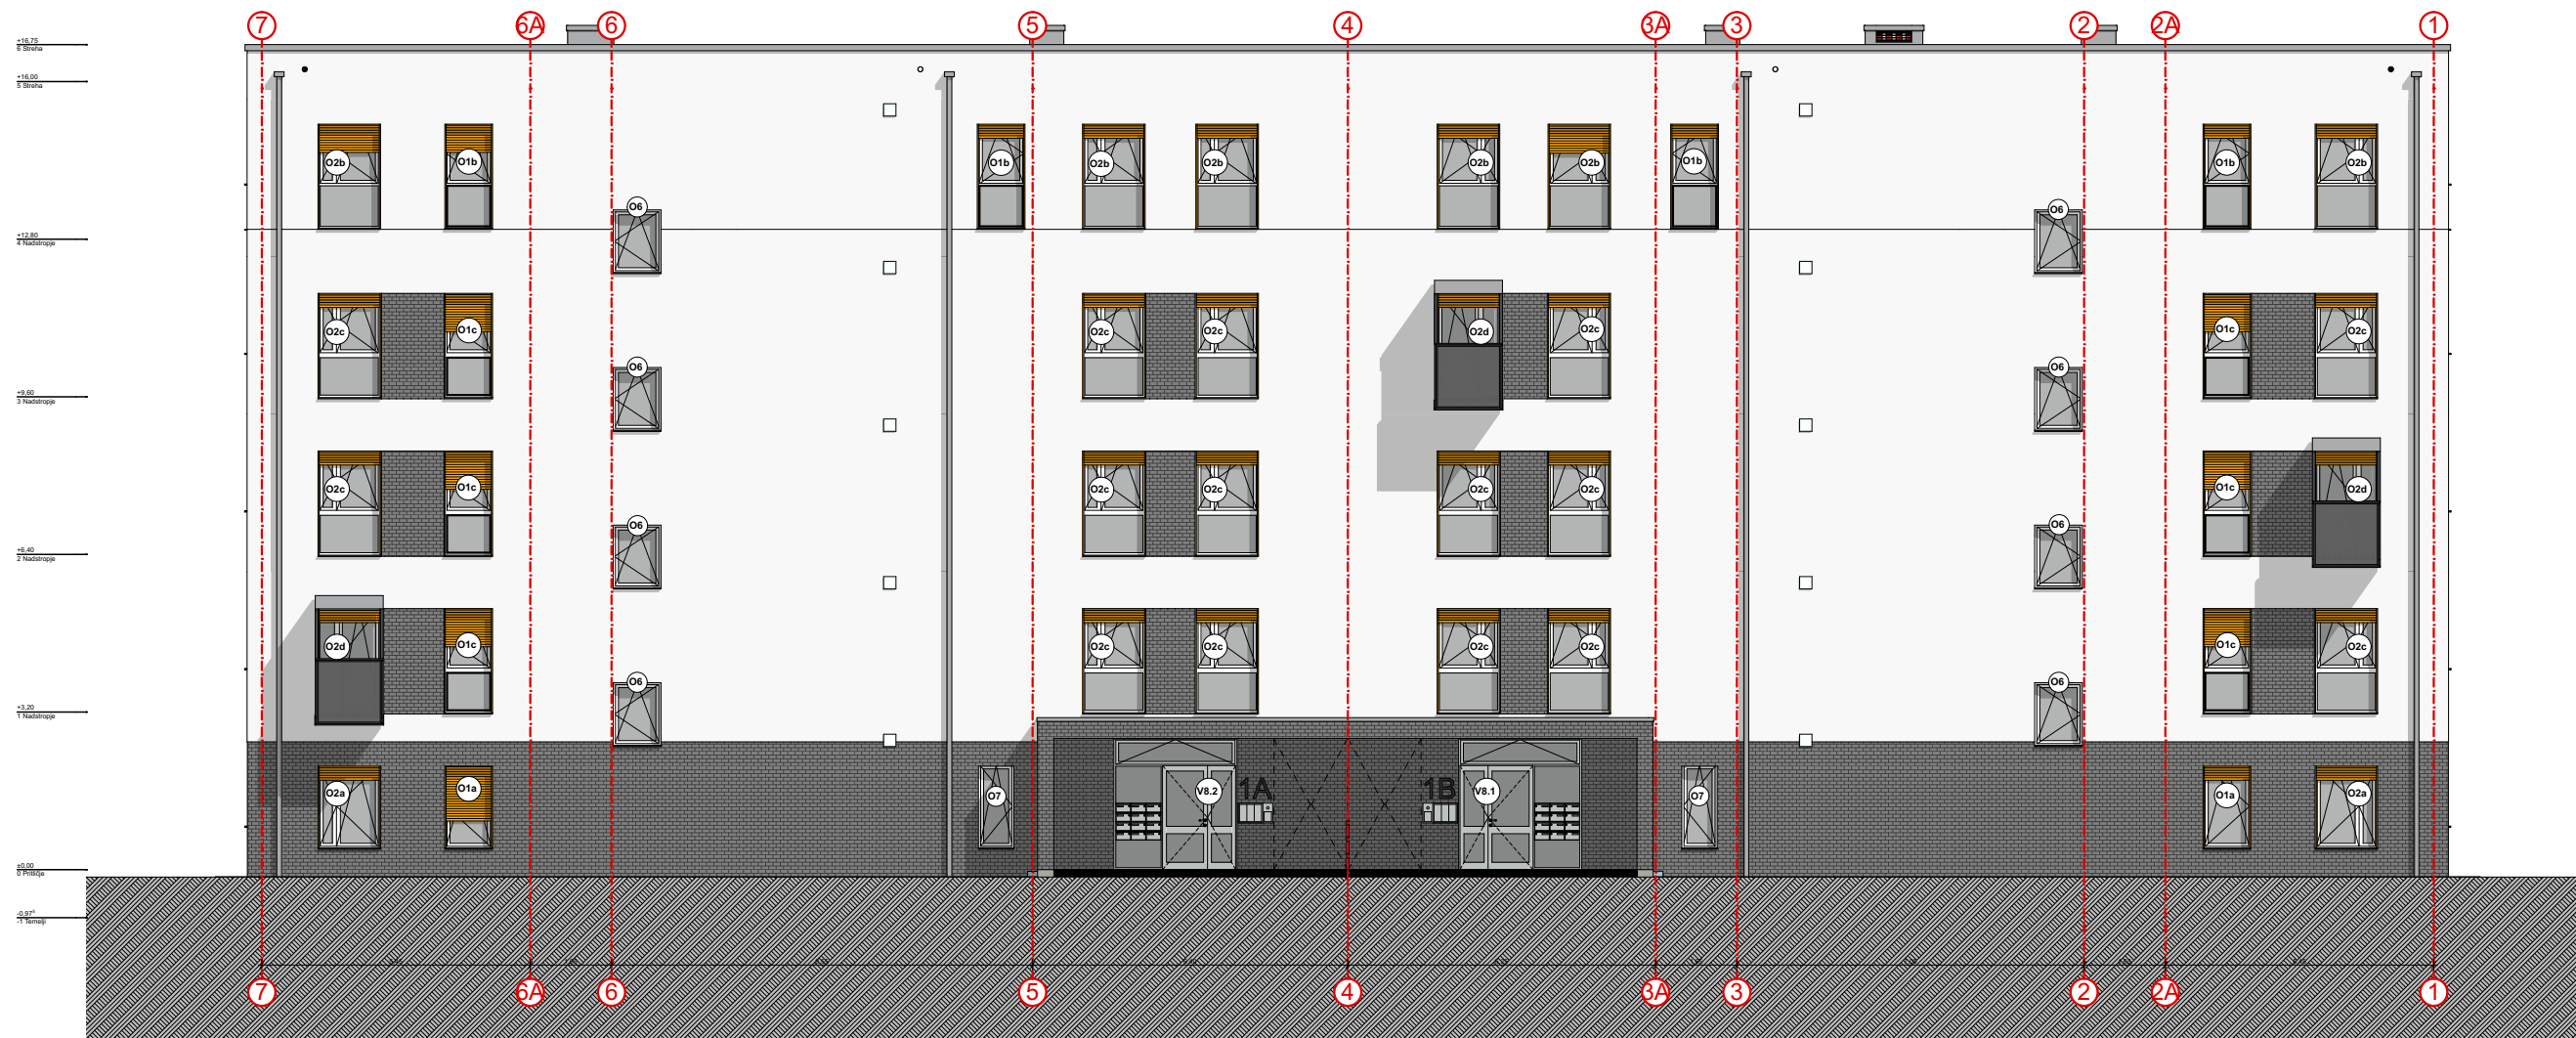 7 6A 6 5 4 3A 3 2 2A 1
+16,75
6 Streha
+16,00
5 Streha
O2b O1b O1b O2b O2b O2b O2b O1b O1b O2b
O6 O6
+12,80
4 Nadstropje
O2c O1c O2c O2c O2d O2c O1c O2c
O6 O6
+9,60
3 Nadstropje
O2c O1c O2c O2c O2c O2c O1c O2d
O6 O6
+6,40
2 Nadstropje
O2d O1c O2c O2c O2c O2c O1c O2c
O6 O6
+3,20
1 Nadstropje
O2a O1a O7 V8.2 1A 1B V8.1 O7 O1a O2a
±0,00
0 Pritličje
-0,97⁵
-1 Temelji
7 6A 6 5 4 3A 3 2 2A 1